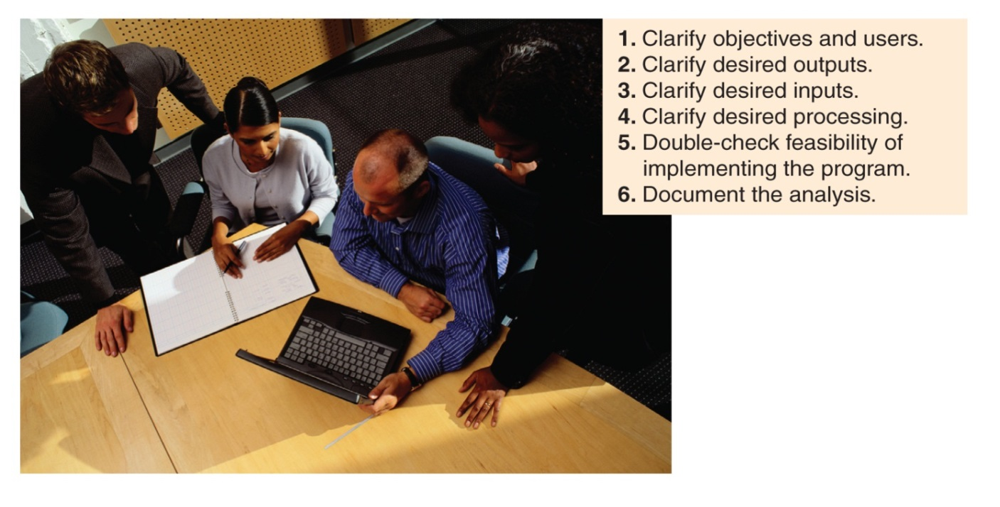 1. Clarify objectives and users.
2. Clarify desired outputs.
3. Clarify desired inputs.
4. Clarify desired processing.
5. Double-check feasibility of
implementing the program.
6. Document the analysis.